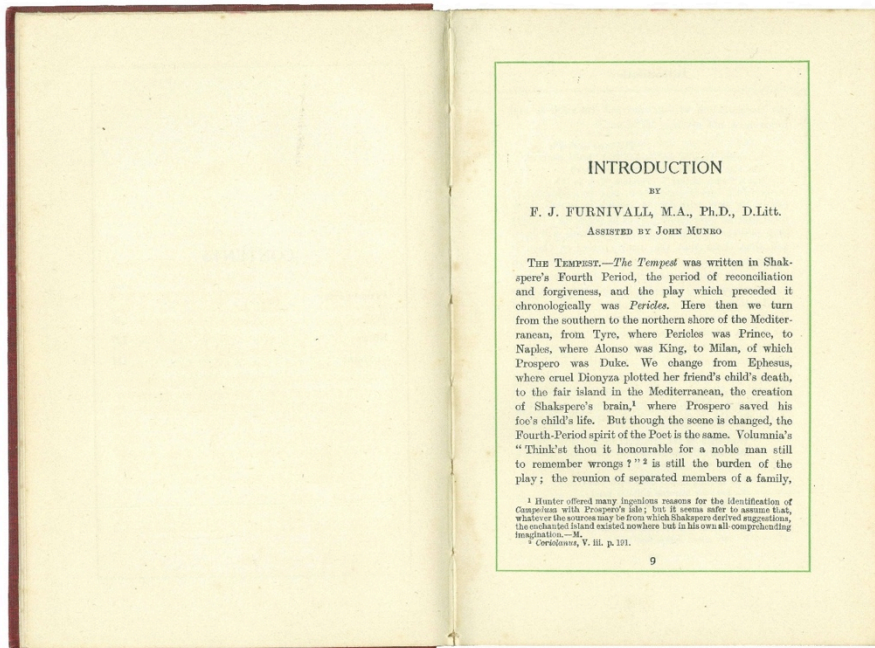 INTRODUCTION
BY
F. J. FURNIVALL, M.A., Ph.D., D.Litt.
Assisted by John Munro
The Tempest.—The Tempest was written in Shak-
spere's Fourth Period, the period of reconciliation
and forgiveness, and the play which preceded it
chronologically was Pericles. Here then we turn
from the southern to the northern shore of the Mediter-
ranean, from Tyre, where Pericles was Prince, to
Naples, where Alonso was King, to Milan, of which
Prospero was Duke. We change from Ephesus,
where cruel Dionyza plotted her friend's child's death,
to the fair island in the Mediterranean, the creation
of Shakspere's brain,¹ where Prospero saved his
foe's child's life. But though the scene is changed, the
Fourth-Period spirit of the Poet is the same. Volumnia's
" Think'st thou it honourable for a noble man still
to remember wrongs ? " ² is still the burden of the
play ; the reunion of separated members of a family,
¹ Hunter offered many ingenious reasons for the identification of
Campedusa with Prospero's isle ; but it seems safer to assume that,
whatever the sources may be from which Shakspere derived suggestions,
the enchanted island existed nowhere but in his own all-comprehending
imagination.—M.
² Coriolanus, V. iii. p. 191.
9